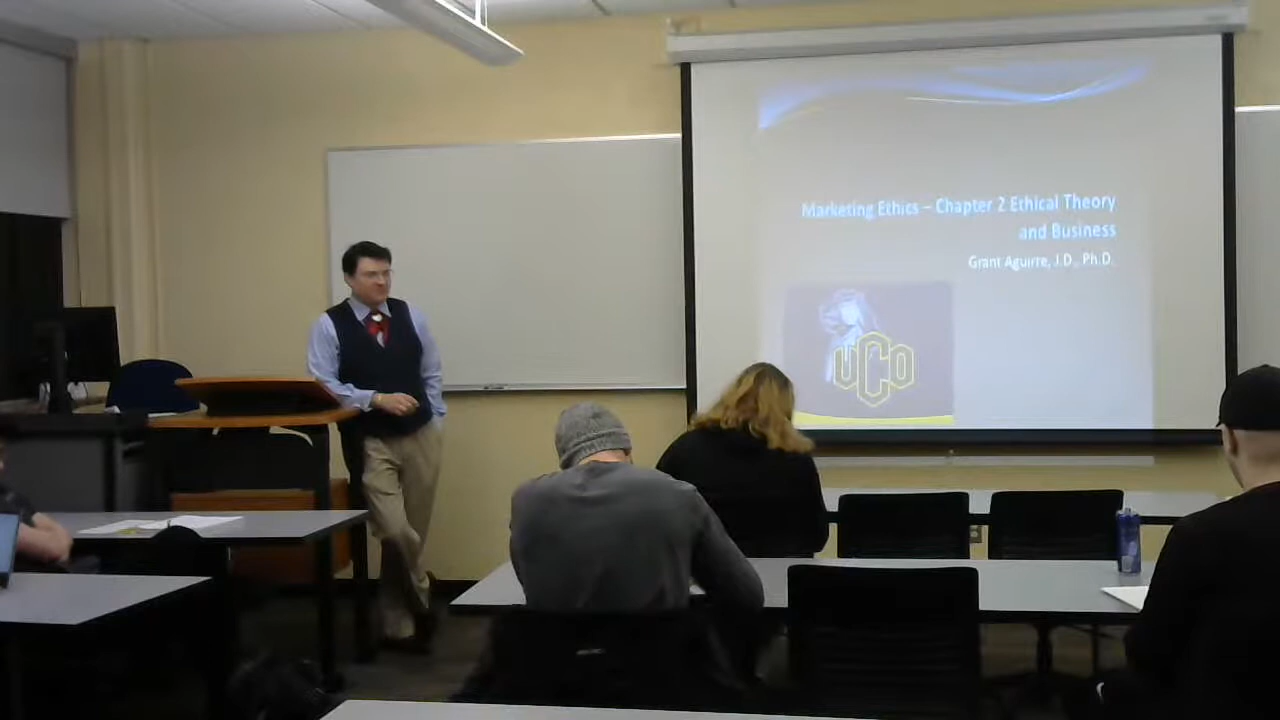 Marketing Ethics – Chapter 2 Ethical Theory
and Business
Grant Aguirre, J.D., Ph.D.
UCO